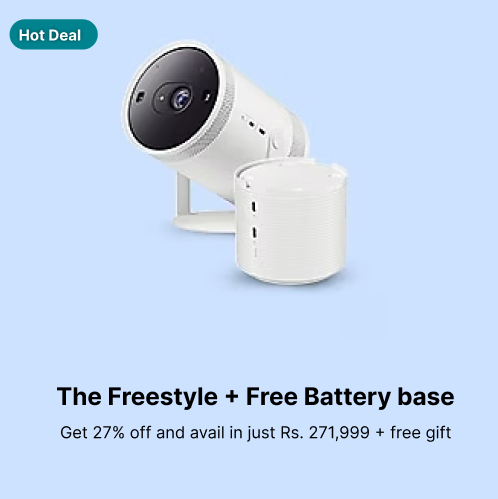 Hot Deal
The Freestyle + Free Battery base
Get 27% off and avail in just Rs. 271,999 + free gift